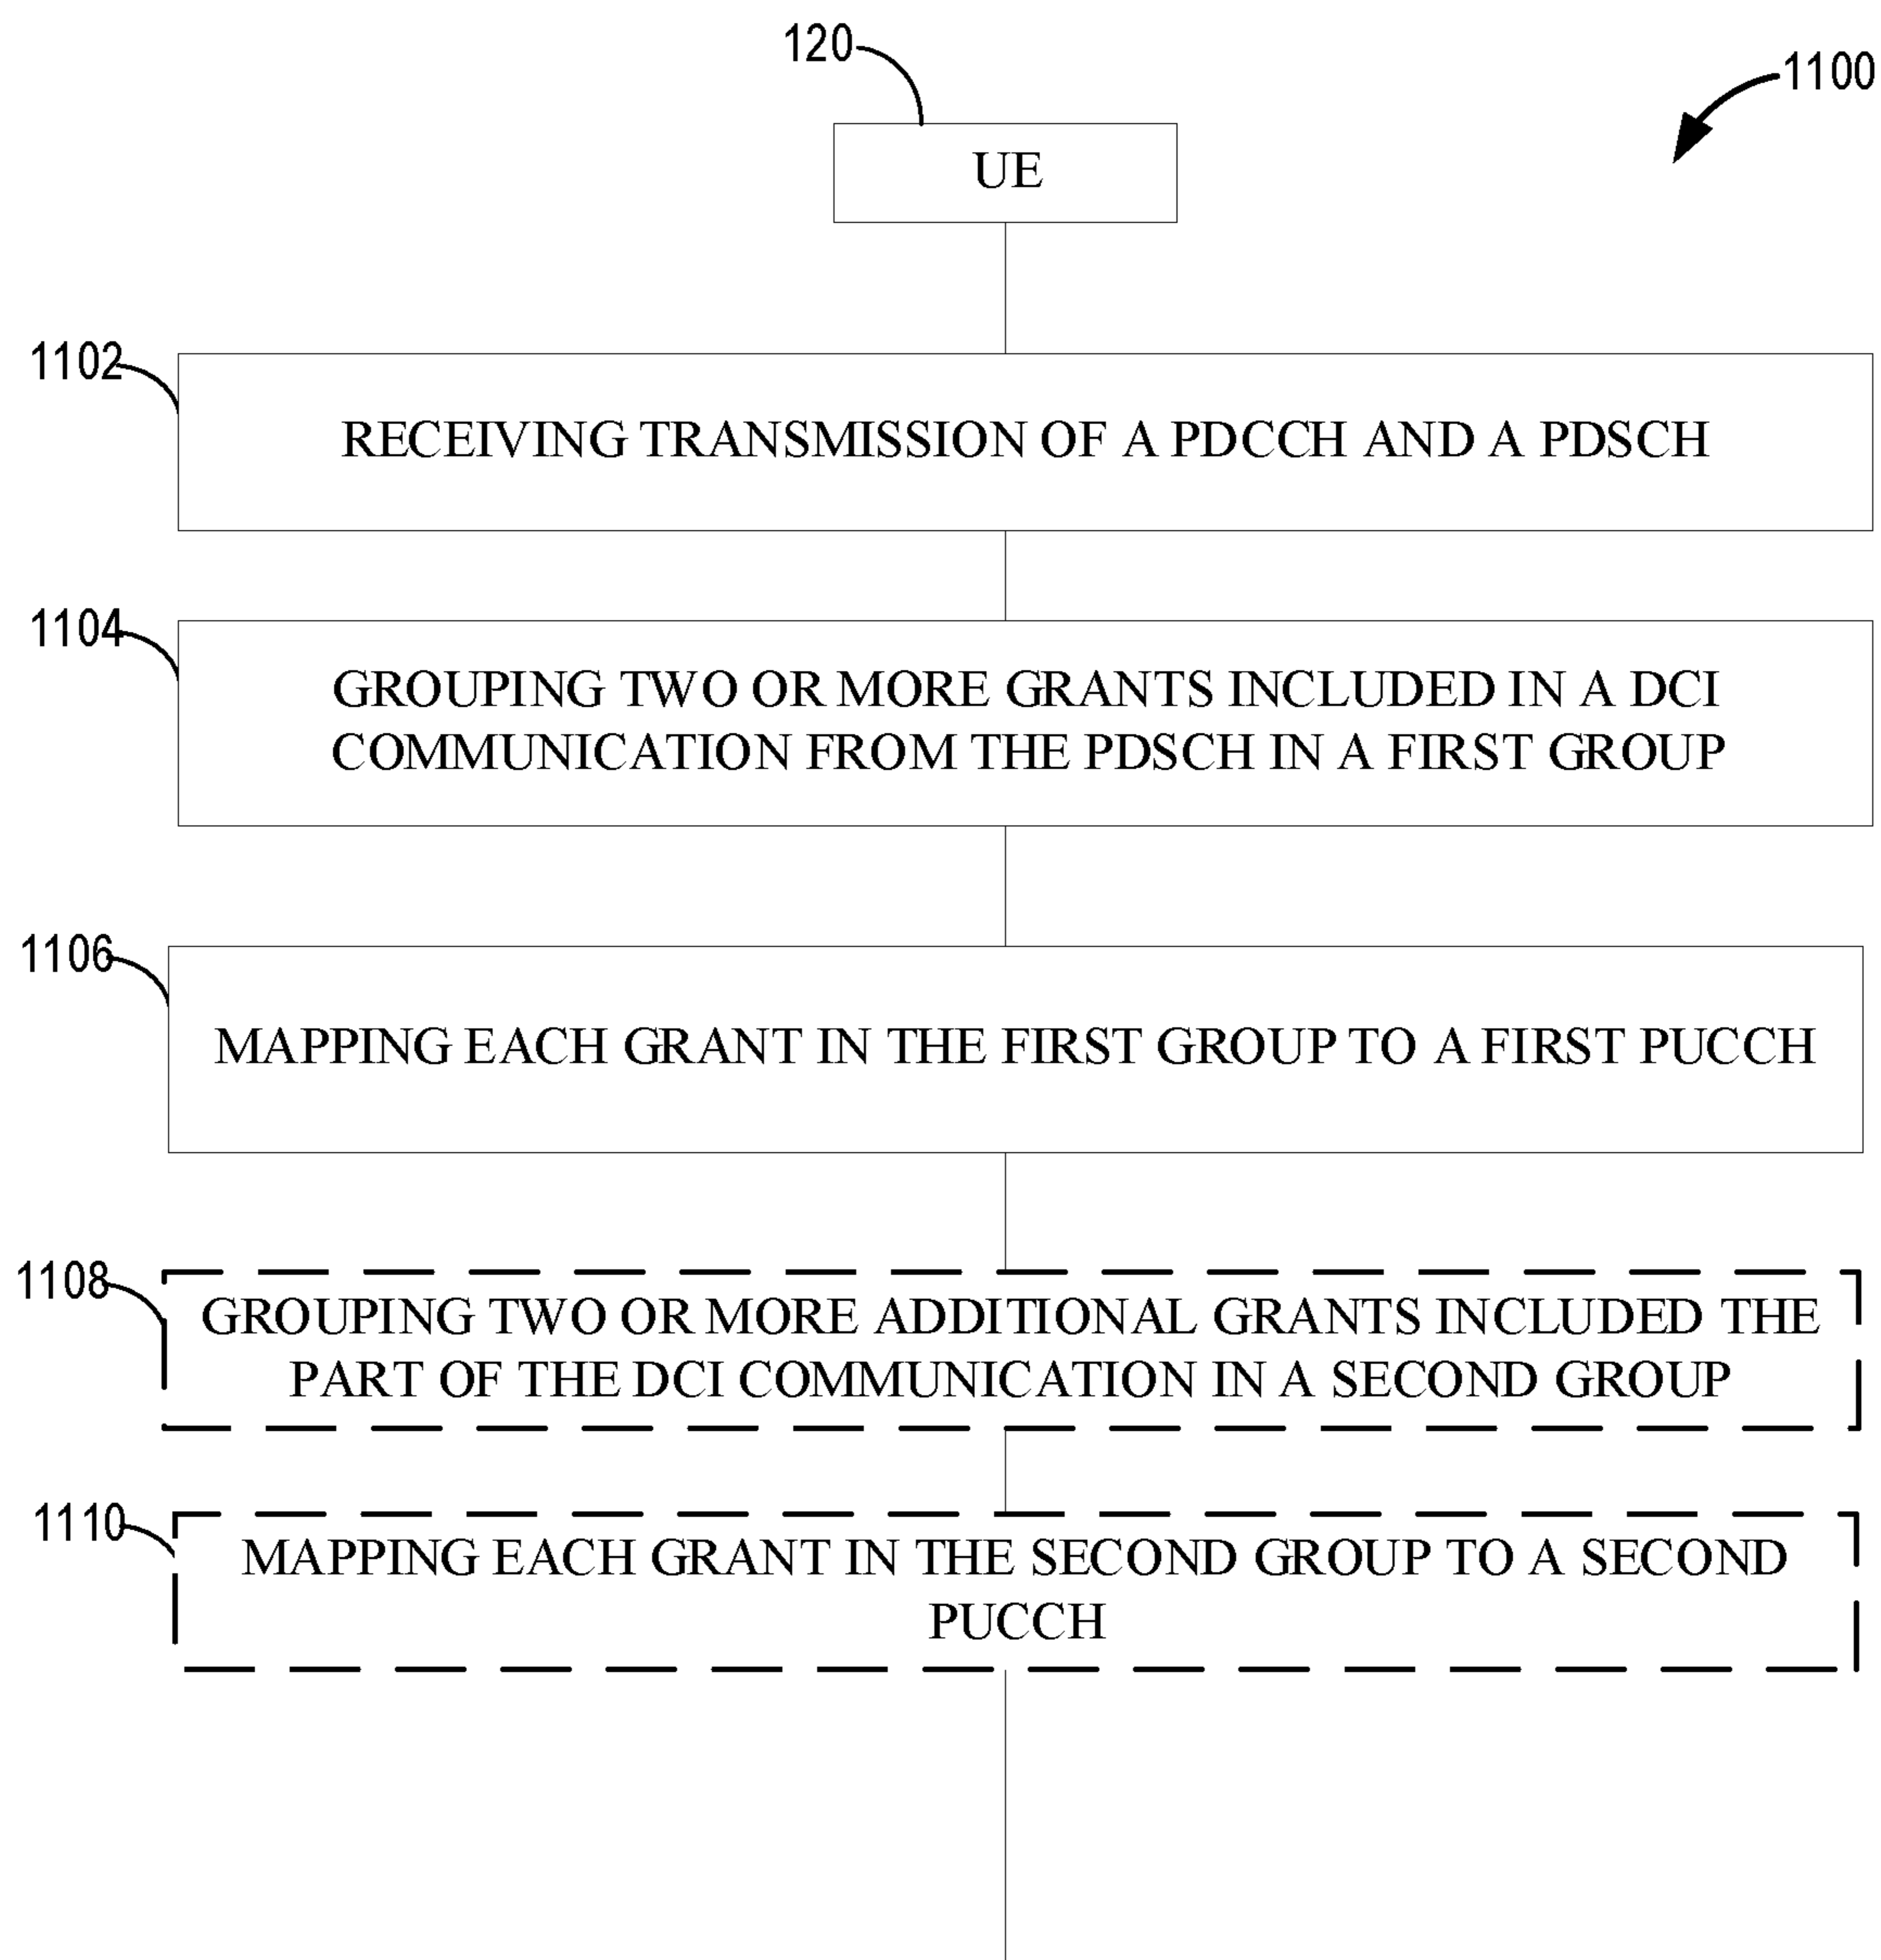 120
1100
UE
1102
RECEIVING TRANSMISSION OF A PDCCH AND A PDSCH
1104
GROUPING TWO OR MORE GRANTS INCLUDED IN A DCI
COMMUNICATION FROM THE PDSCH IN A FIRST GROUP
1106
MAPPING EACH GRANT IN THE FIRST GROUP TO A FIRST PUCCH
1108
GROUPING TWO OR MORE ADDITIONAL GRANTS INCLUDED THE
PART OF THE DCI COMMUNICATION IN A SECOND GROUP
1110
MAPPING EACH GRANT IN THE SECOND GROUP TO A SECOND
PUCCH